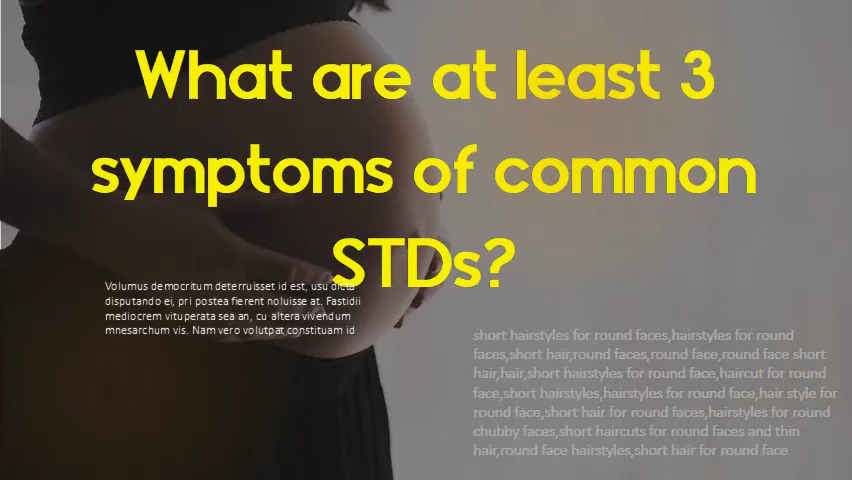 What are at least 3
symptoms of common
STDs?
Volumus democritum deterruisset id est, usu dicta
disputando ei, pri postea fierent noluisse at. Fastidii
mediocrem vituperata sea an, cu altera vivendum
mnesarchum vis. Nam vero volutpat constituam id
short hairstyles for round faces,hairstyles for round
faces,short hair,round faces,round face,round face short
hair,hair,short hairstyles for round face,haircut for round
face,short hairstyles,hairstyles for round face,hair style for
round face,short hair for round faces,hairstyles for round
chubby faces,short haircuts for round faces and thin
hair,round face hairstyles,short hair for round face